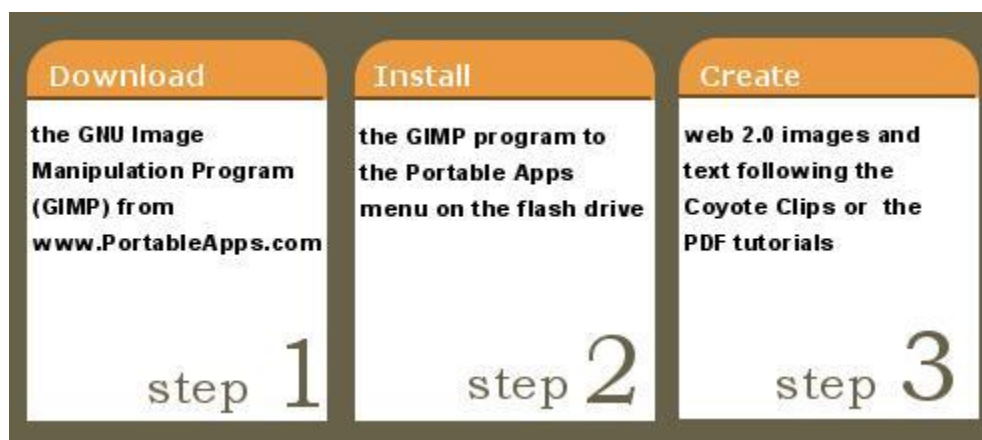 Download
the GNU Image
Manipulation Program
(GIMP) from
www.PortableApps.com
step 1
Install
the GIMP program to
the Portable Apps
menu on the flash drive
step 2
Create
web 2.0 images and
text following the
Coyote Clips or the
PDF tutorials
step 3